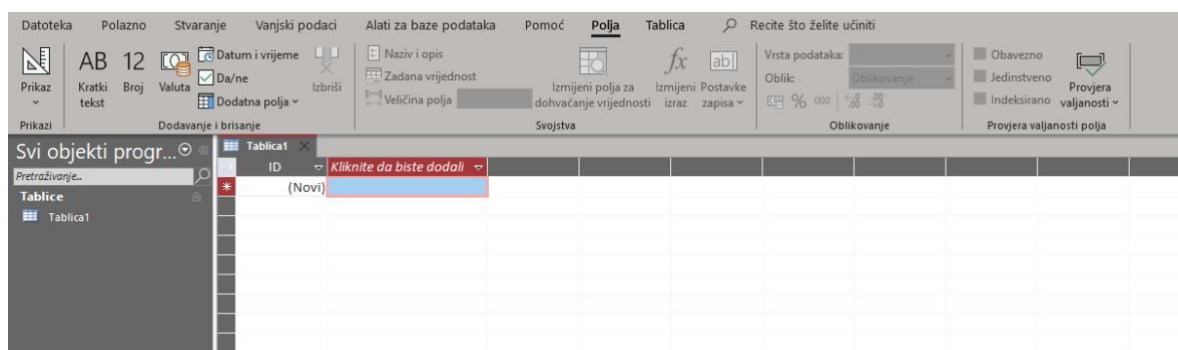 Datoteka Polazno Stvaranje Vanjski podaci Alati za baze podataka Pomoć Polja Tablica Recite što želite učiniti
Prikaz
AB Kratki tekst
12 Broj
Valuta
Datum i vrijeme
Da/ne
Dodatna polja
Izbriši
Naziv i opis
Zadana vrijednost
Veličina polja
Izmijeni polja za dohvaćanje vrijednosti
fx Izmijeni izraz
ab Postavke zapisa
Vrsta podataka:
Oblik: Oblikovanje
% 000
Obavezno
Jedinstveno
Indeksirano
Provjera valjanosti
Prikazi Dodavanje i brisanje Svojstva Oblikovanje Provjera valjanosti polja
Svi objekti progr...
Pretraživanje...
Tablice
Tablica1
Tablica1
ID Kliknite da biste dodali
* (Novi)